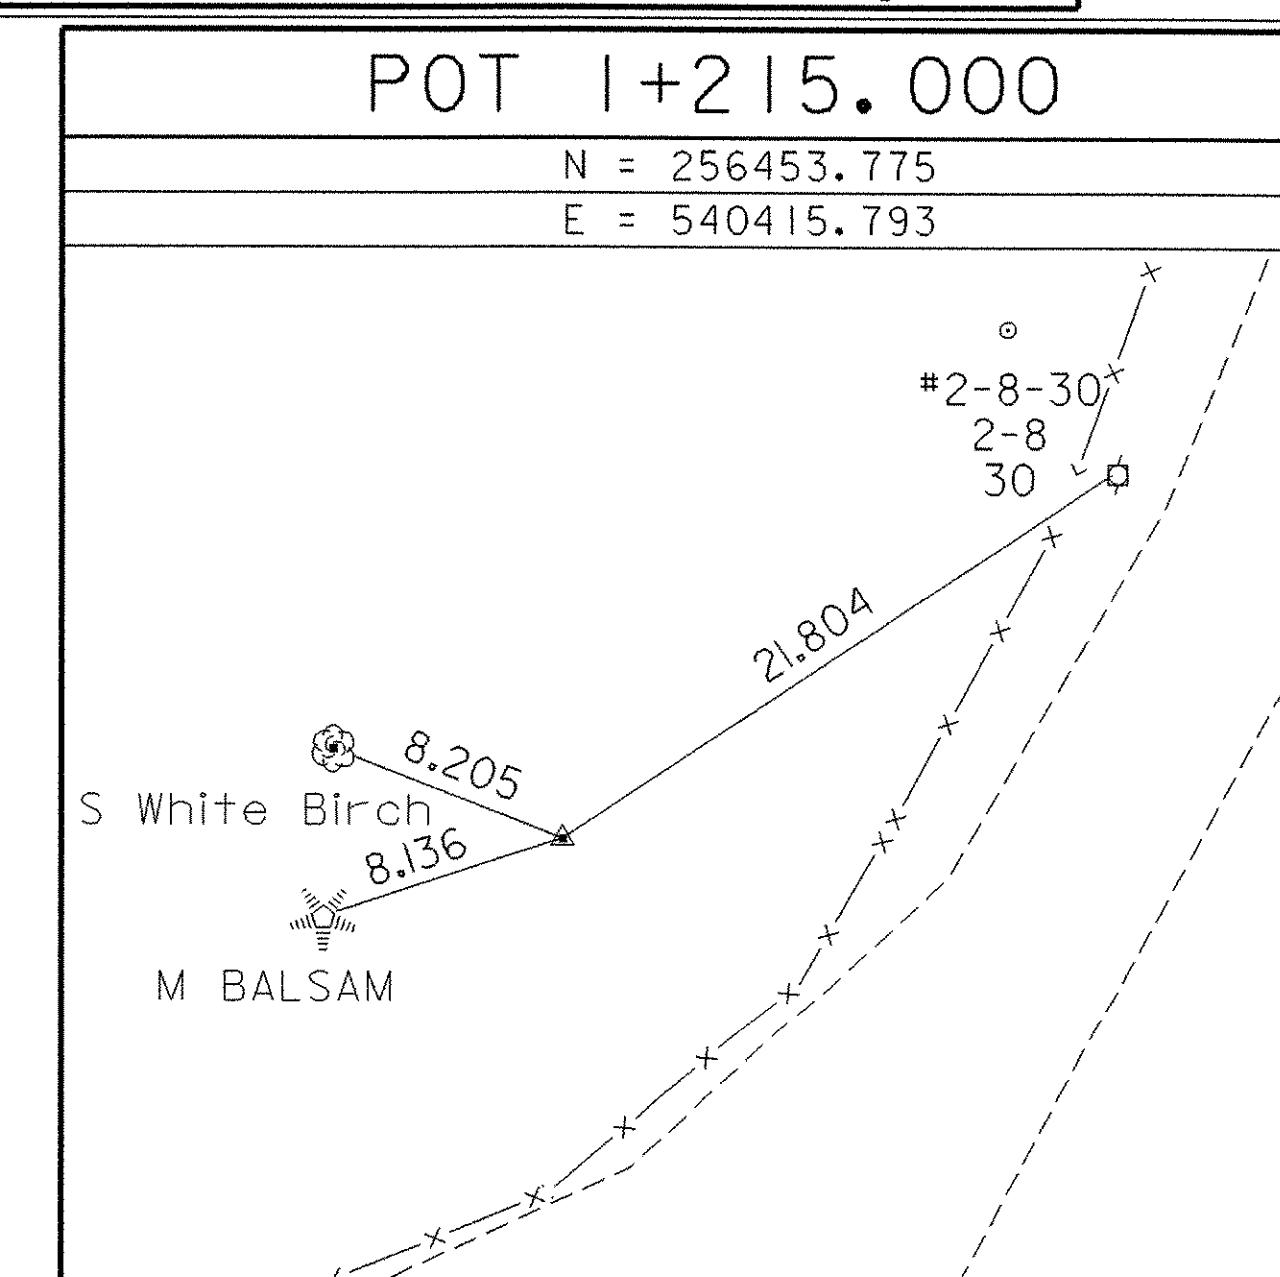 POT 1+215.000
N = 256453.775
E = 540415.793
#2-8-30
2-8
30
21.804
8.205
S White Birch
8.136
M BALSAM